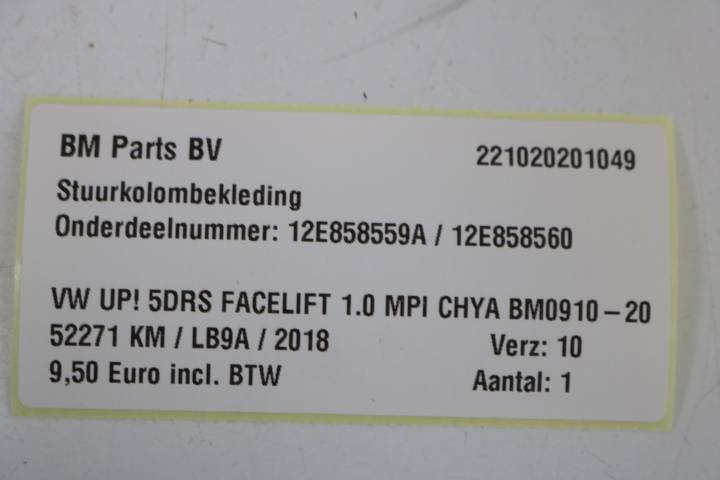 BM Parts BV 221020201049
Stuurkolombekleding
Onderdeelnummer: 12E858559A / 12E858560
VW UP! 5DRS FACELIFT 1.0 MPI CHYA BM0910-20
52271 KM / LB9A / 2018 Verz: 10
9,50 Euro incl. BTW Aantal: 1